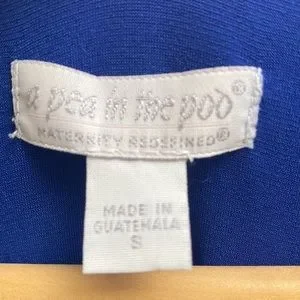 a pea in the pod®
MATERNITY REDEFINED®
MADE IN
GUATEMALA
S